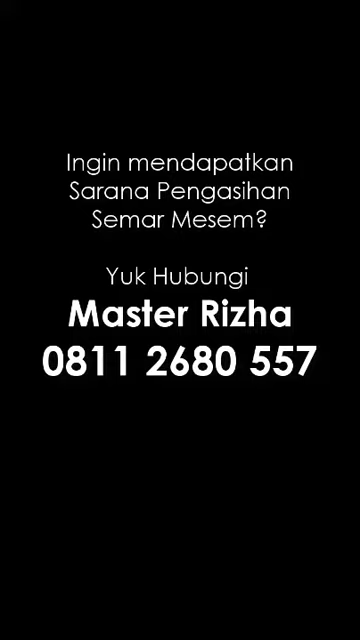 Ingin mendapatkan
Sarana Pengasihan
Semar Mesem?
Yuk Hubungi
Master Rizha
0811 2680 557